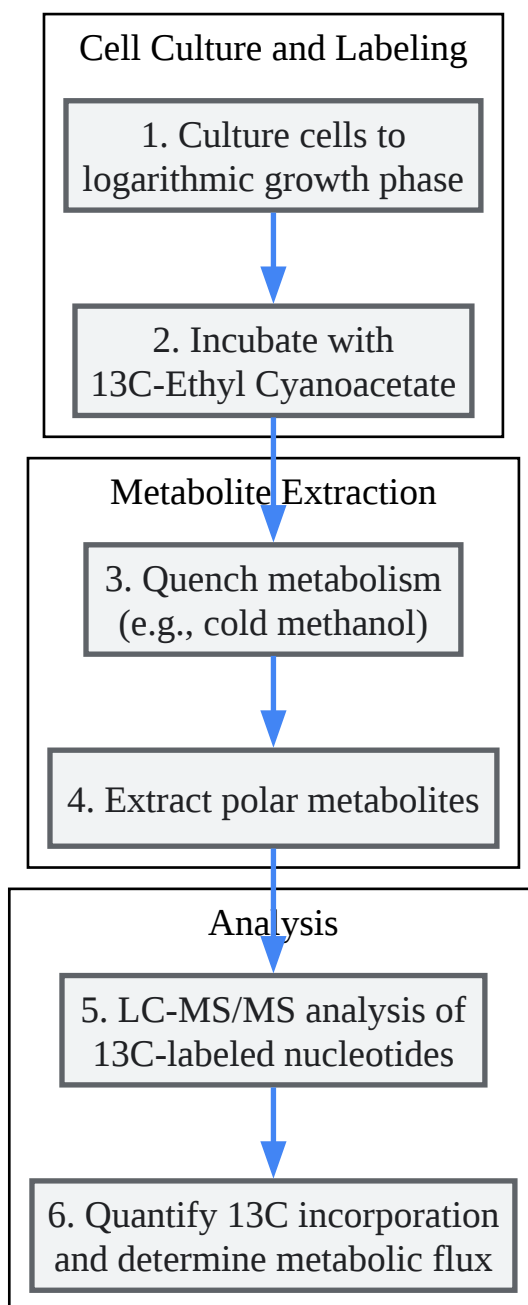 Cell Culture and Labeling
1. Culture cells to
logarithmic growth phase
2. Incubate with
13C-Ethyl Cyanoacetate
Metabolite Extraction
3. Quench metabolism
(e.g., cold methanol)
4. Extract polar metabolites
Analysis
5. LC-MS/MS analysis of
13C-labeled nucleotides
6. Quantify 13C incorporation
and determine metabolic flux